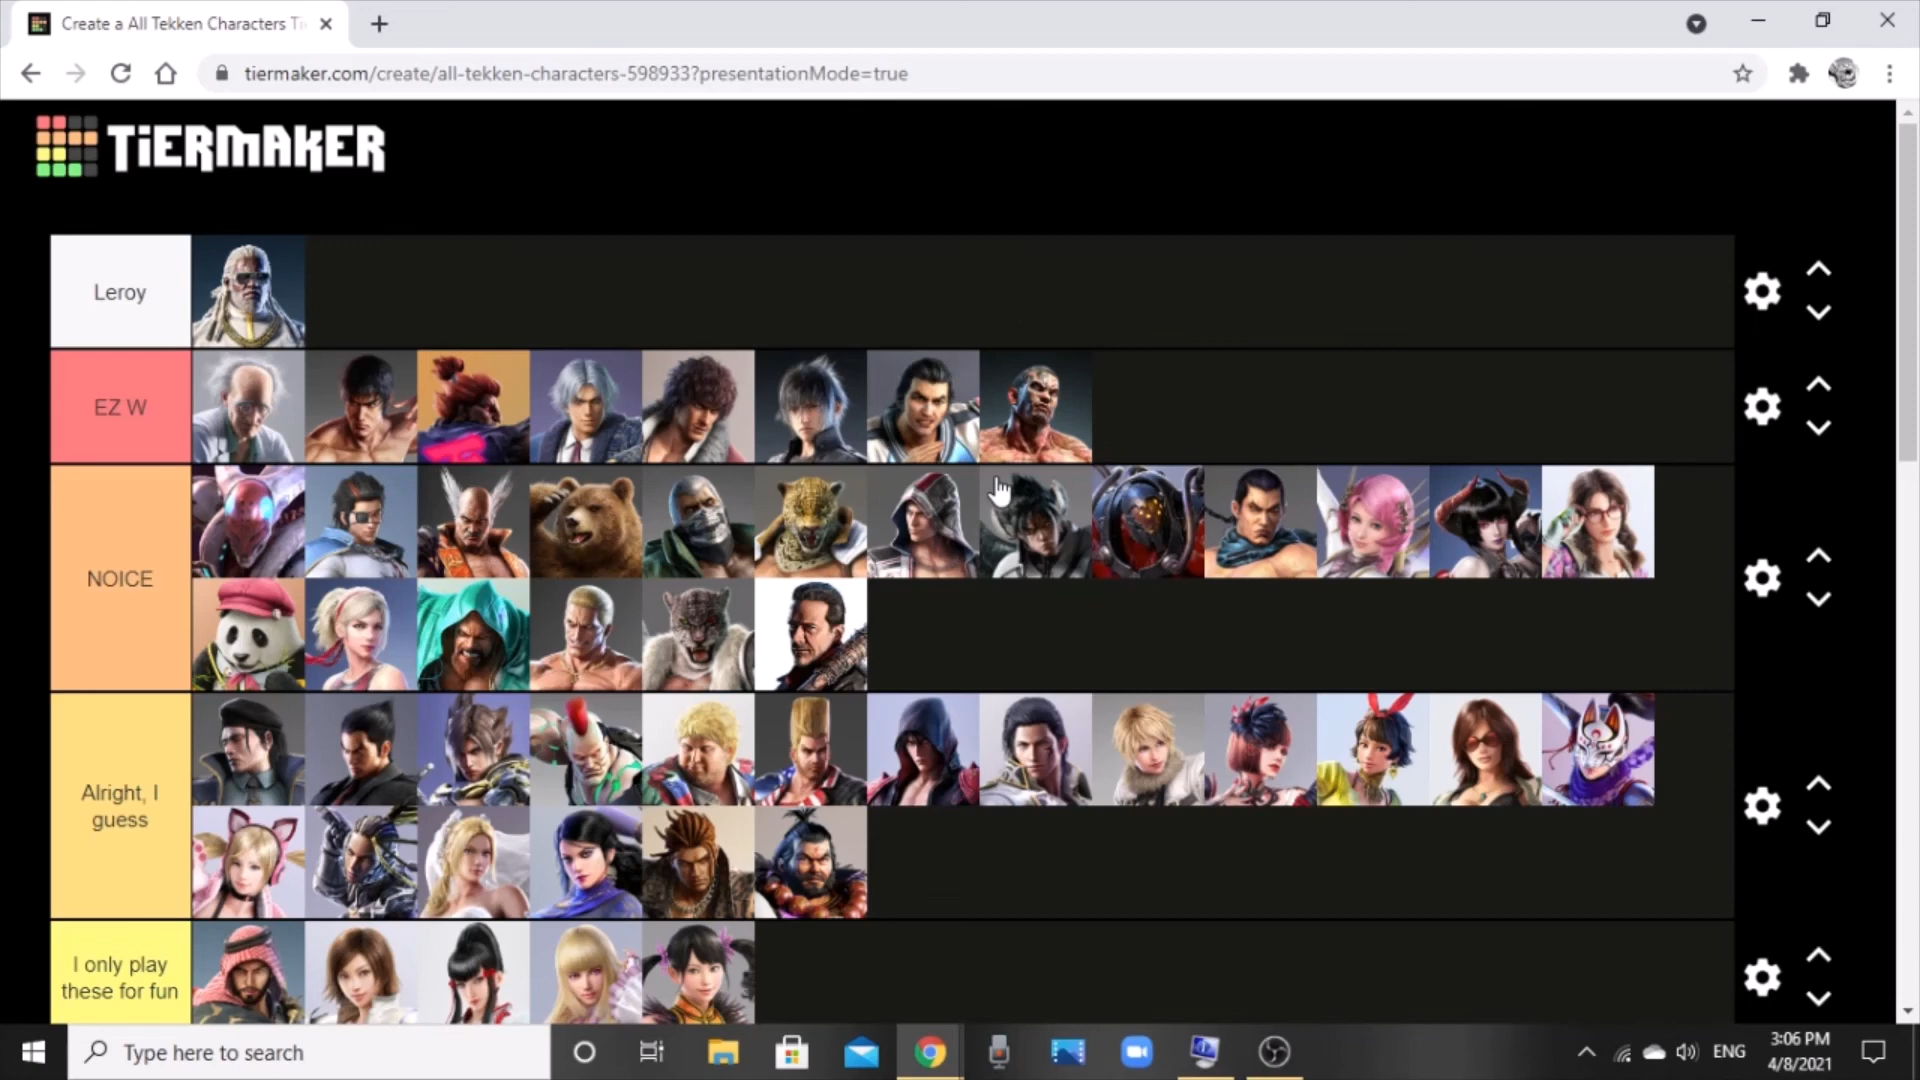 Create a All Tekken Characters Ti
tiermaker.com/create/all-tekken-characters-598933?presentationMode=true
TiERMAKER
Leroy
EZ W
NOICE
Alright, I
guess
I only play
these for fun
Type here to search
ENG
3:06 PM
4/8/2021